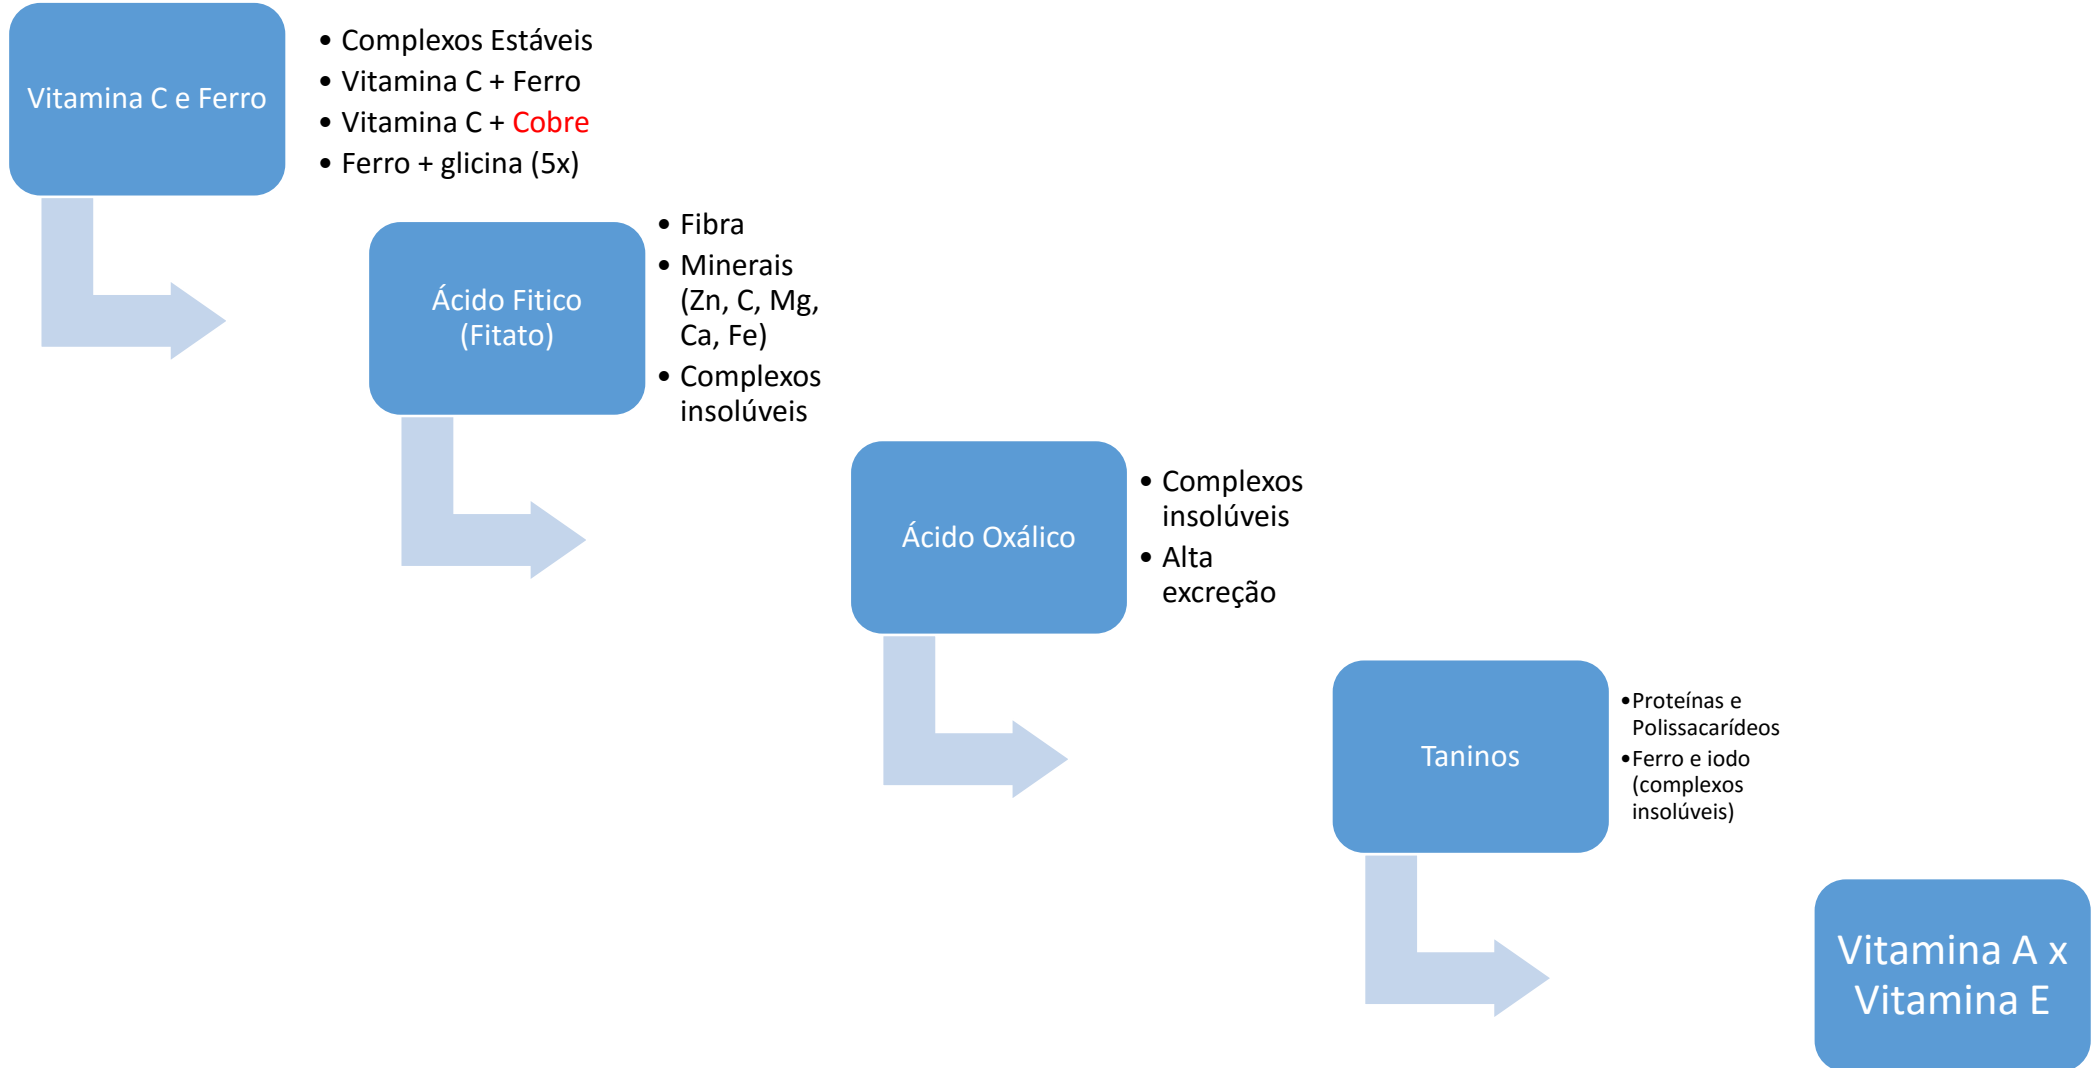 Vitamina C e Ferro
• Complexos Estáveis
• Vitamina C + Ferro
• Vitamina C + Cobre
• Ferro + glicina (5x)
Ácido Fitico
(Fitato)
• Fibra
• Minerais
(Zn, C, Mg,
Ca, Fe)
• Complexos
insolúveis
Ácido Oxálico
• Complexos
insolúveis
• Alta
excreção
Taninos
•Proteínas e
Polissacarídeos
•Ferro e iodo
(complexos
insolúveis)
Vitamina A x
Vitamina E